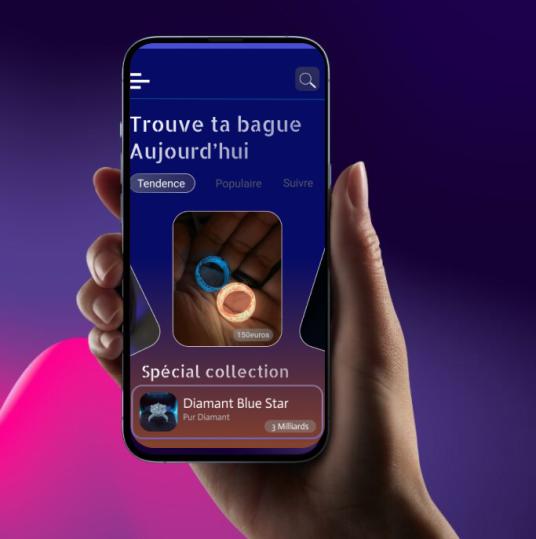 Trouve ta bague
Aujourd'hui
Tendence
Populaire
Suivre
150euros
Spécial collection
Diamant Blue Star
Pur Diamant
3 Milliards